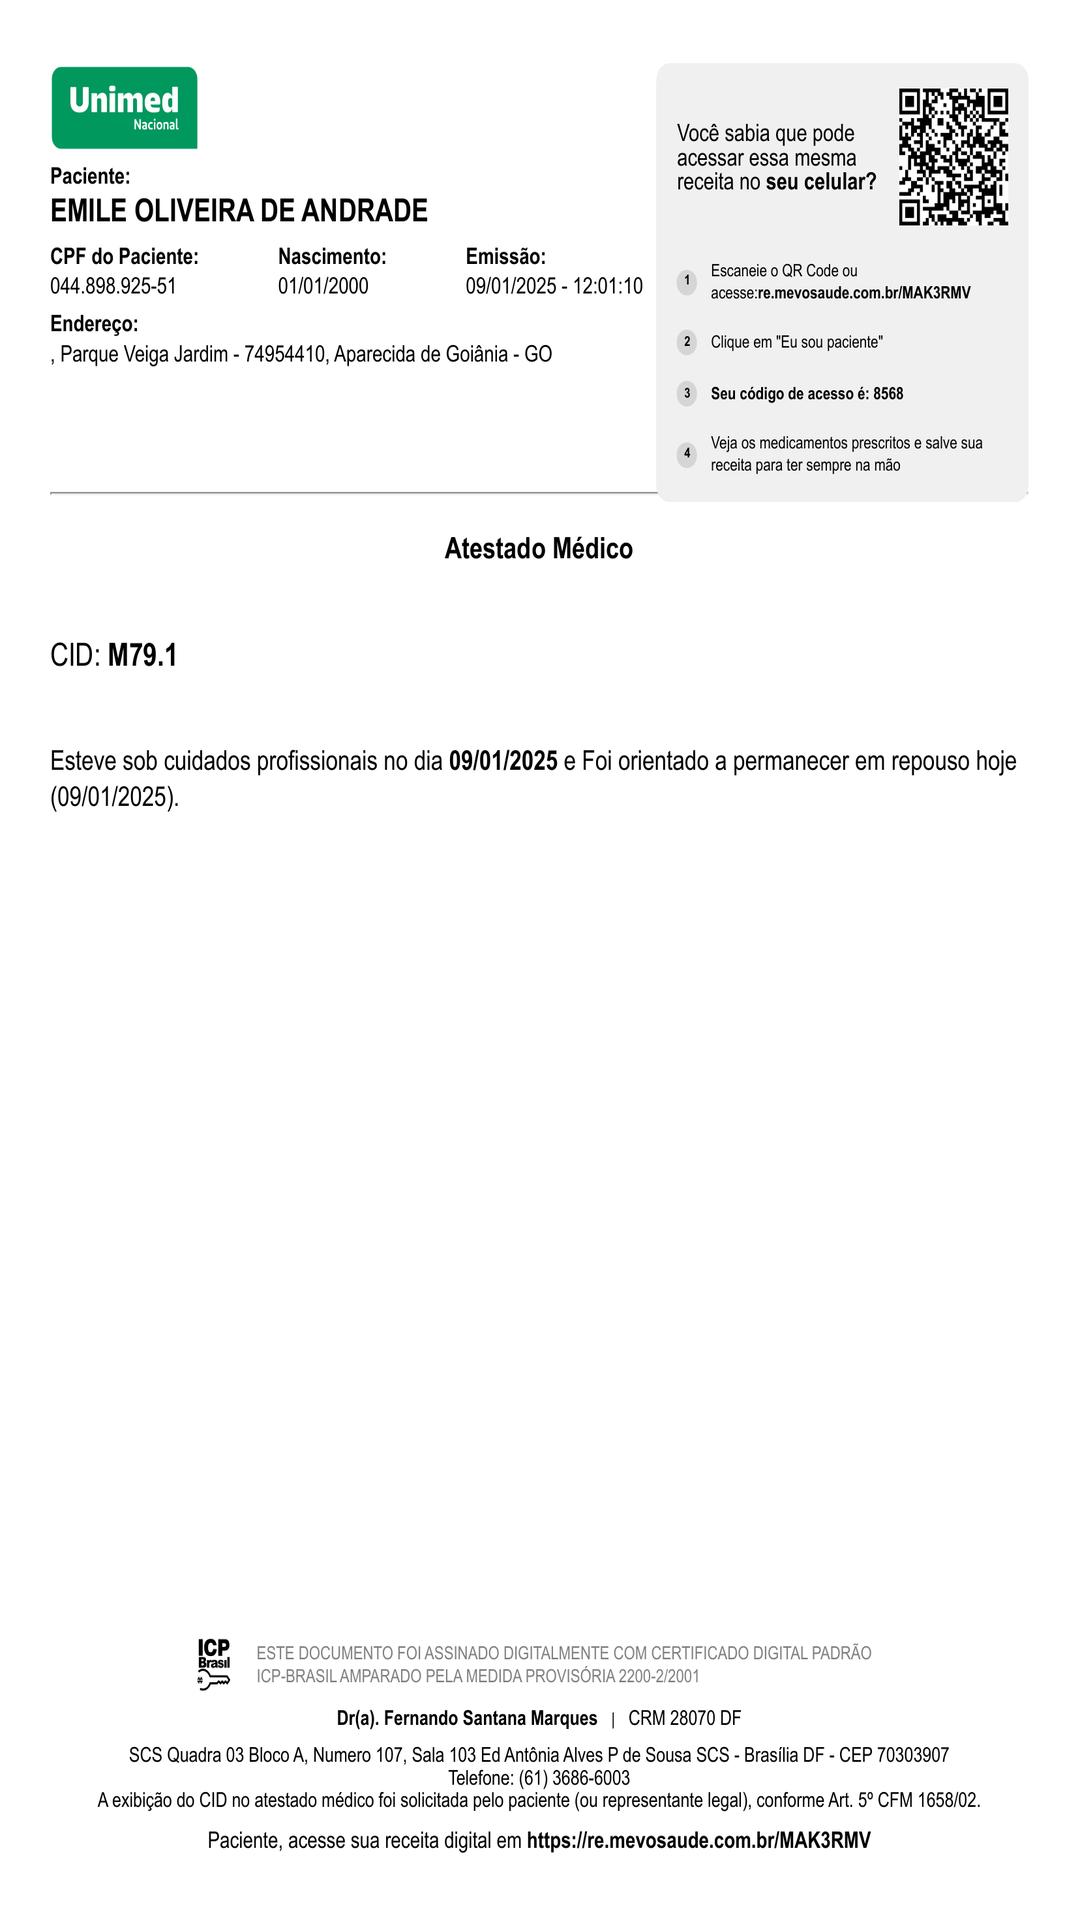 Unimed
Nacional
Paciente:
EMILE OLIVEIRA DE ANDRADE
CPF do Paciente:
044.898.925-51
Nascimento:
01/01/2000
Emissão:
09/01/2025 - 12:01:10
Endereço:
, Parque Veiga Jardim - 74954410, Aparecida de Goiânia - GO
Você sabia que pode
acessar essa mesma
receita no seu celular?
1
Escaneie o QR Code ou
acesse:re.mevosaude.com.br/MAK3RMV
2
Clique em "Eu sou paciente"
3
Seu código de acesso é: 8568
4
Veja os medicamentos prescritos e salve sua
receita para ter sempre na mão
Atestado Médico
CID: M79.1
Esteve sob cuidados profissionais no dia 09/01/2025 e Foi orientado a permanecer em repouso hoje
(09/01/2025).
ICP
Brasil
ESTE DOCUMENTO FOI ASSINADO DIGITALMENTE COM CERTIFICADO DIGITAL PADRÃO
ICP-BRASIL AMPARADO PELA MEDIDA PROVISÓRIA 2200-2/2001
Dr(a). Fernando Santana Marques | CRM 28070 DF
SCS Quadra 03 Bloco A, Numero 107, Sala 103 Ed Antônia Alves P de Sousa SCS - Brasília DF - CEP 70303907
Telefone: (61) 3686-6003
A exibição do CID no atestado médico foi solicitada pelo paciente (ou representante legal), conforme Art. 5º CFM 1658/02.
Paciente, acesse sua receita digital em https://re.mevosaude.com.br/MAK3RMV